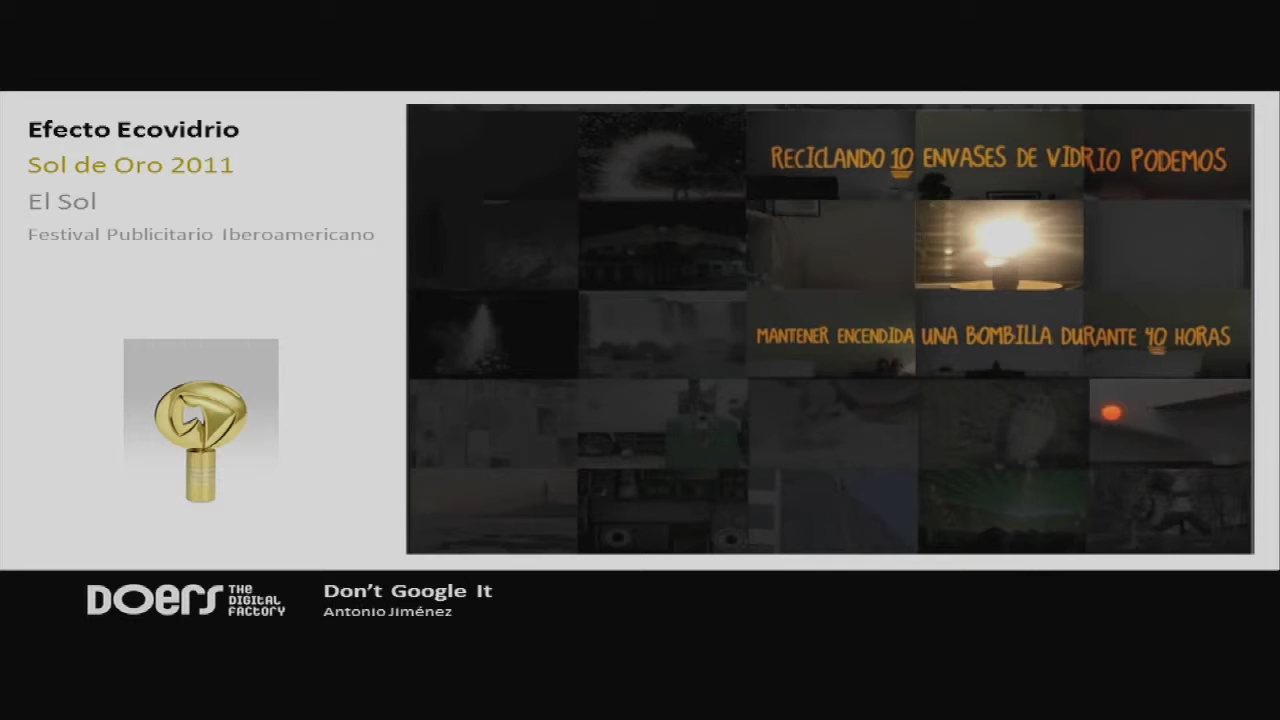 Efecto Ecovidrio
Sol de Oro 2011
El Sol
Festival Publicitario Iberoamericano
RECICLANDO 10 ENVASES DE VIDRIO PODEMOS
MANTENER ENCENDIDA UNA BOMBILLA DURANTE 40 HORAS
DOERS THE DIGITAL FACTORY
Don't Google It
Antonio Jiménez